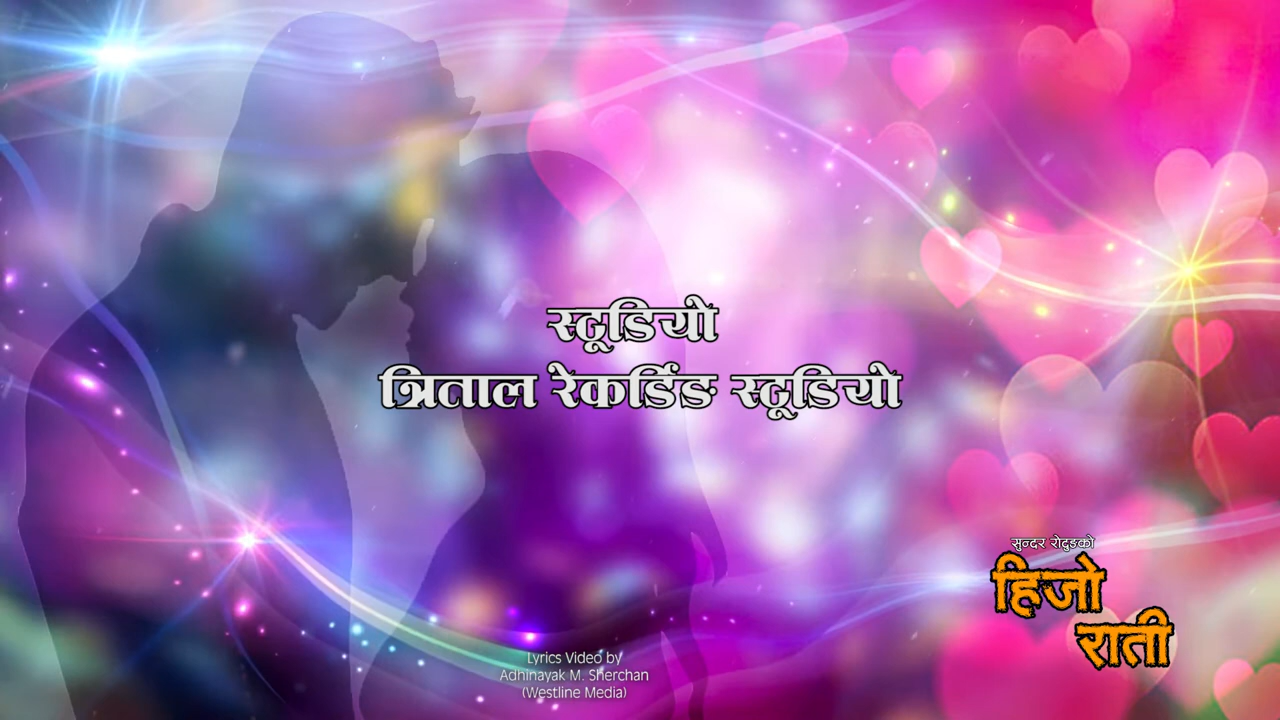 स्टूडियो
त्रिताल रेकर्डिङ स्टूडियो
सुन्दर रोदुङको
हिजो
राती
Lyrics Video by
Adhinayak M. Sherchan
(Westline Media)